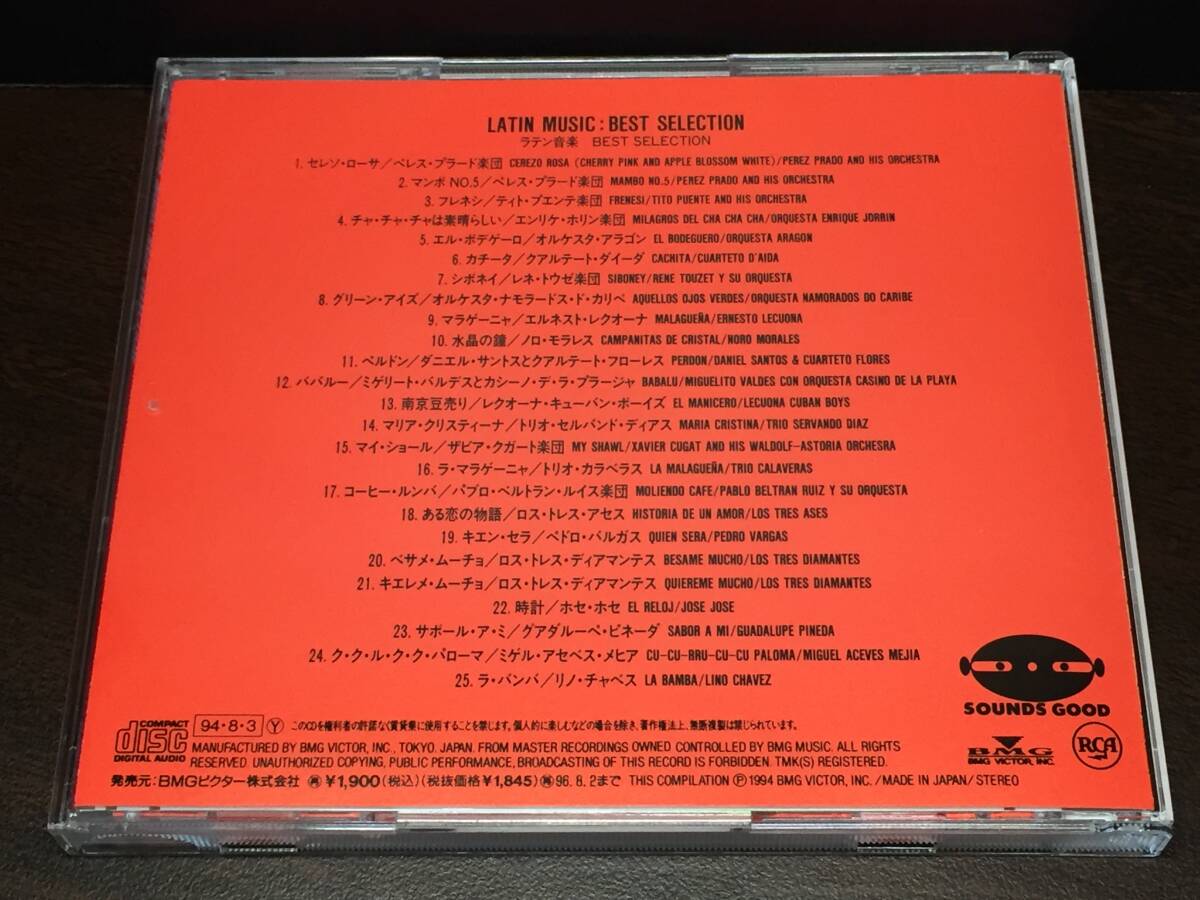 LATIN MUSIC : BEST SELECTION
ラテン音楽 BEST SELECTION
1. セレソ・ローサ/ペレス・プラード楽団 CEREZO ROSA (CHERRY PINK AND APPLE BLOSSOM WHITE)/PEREZ PRADO AND HIS ORCHESTRA
2. マンボ NO.5/ペレス・プラード楽団 MAMBO NO.5/PEREZ PRADO AND HIS ORCHESTRA
3. フレネシ/ティト・プエンテ楽団 FRENESI/TITO PUENTE AND HIS ORCHESTRA
4. チャ・チャ・チャは素晴らしい/エンリケ・ホリン楽団 MILAGROS DEL CHA CHA CHA/ORQUESTA ENRIQUE JORRIN
5. エル・ボデゲーロ/オルケスタ・アラゴン EL BODEGUERO/ORQUESTA ARAGON
6. カチータ/クアルテート・ダイーダ CACHITA/CUARTETO D'AIDA
7. シボネイ/レネ・トウゼ楽団 SIBONEY/RENE TOUZET Y SU ORQUESTA
8. グリーン・アイズ/オルケスタ・ナモラードス・ド・カリベ AQUELLOS OJOS VERDES/ORQUESTA NAMORADOS DO CARIBE
9. マラゲーニャ/エルネスト・レクオーナ MALAGUEÑA/ERNESTO LECUONA
10. 水晶の鐘/ノロ・モラレス CAMPANITAS DE CRISTAL/NORO MORALES
11. ペルドン/ダニエル・サントスとクアルテート・フローレス PERDON/DANIEL SANTOS & CUARTETO FLORES
12. ババルー/ミゲリート・バルデスとカシーノ・デ・ラ・プラージャ BABALU/MIGUELITO VALDES CON ORQUESTA CASINO DE LA PLAYA
13. 南京豆売り/レクオーナ・キューバン・ボーイズ EL MANICERO/LECUONA CUBAN BOYS
14. マリア・クリスティーナ/トリオ・セルバンド・ディアス MARIA CRISTINA/TRIO SERVANDO DIAZ
15. マイ・ショール/ザビア・クガート楽団 MY SHAWL/XAVIER CUGAT AND HIS WALDOLF-ASTORIA ORCHESRA
16. ラ・マラゲーニャ/トリオ・カラベラス LA MALAGUEÑA/TRIO CALAVERAS
17. コーヒー・ルンバ/パブロ・ベルトラン・ルイス楽団 MOLIENDO CAFE/PABLO BELTRAN RUIZ Y SU ORQUESTA
18. ある恋の物語/ロス・トレス・アセス HISTORIA DE UN AMOR/LOS TRES ASES
19. キエン・セラ/ペドロ・バルガス QUIEN SERA/PEDRO VARGAS
20. ベサメ・ムーチョ/ロス・トレス・ディアマンテス BESAME MUCHO/LOS TRES DIAMANTES
21. キエレメ・ムーチョ/ロス・トレス・ディアマンテス QUIEREME MUCHO/LOS TRES DIAMANTES
22. 時計/ホセ・ホセ EL RELOJ/JOSE JOSE
23. サボール・ア・ミ/グアダルーペ・ピネーダ SABOR A MI/GUADALUPE PINEDA
24. ク・ク・ル・ク・ク・パローマ/ミゲル・アセベス・メヒア CU-CU-RRU-CU-CU PALOMA/MIGUEL ACEVES MEJIA
25. ラ・バンバ/リノ・チャベス LA BAMBA/LINO CHAVEZ
SOUNDS GOOD
COMPACT disc DIGITAL AUDIO
94・8・3 Y このCDを権利者の許諾なく賃貸業に使用することを禁じます。個人的に楽しむなどの場合を除き、著作権法上、無断複製は禁じられています。
MANUFACTURED BY BMG VICTOR, INC., TOKYO. JAPAN. FROM MASTER RECORDINGS OWNED. CONTROLLED BY BMG MUSIC. ALL RIGHTS
RESERVED. UNAUTHORIZED COPYING, PUBLIC PERFORMANCE, BROADCASTING OF THIS RECORD IS FORBIDDEN. TMK(S) REGISTERED.
BMG
BMG VICTOR, INC.
RCA
発売元:BMGビクター株式会社 再 ¥1,900(税込)(税抜価格¥1,845) 再 96. 8. 2まで THIS COMPILATION Ⓟ 1994 BMG VICTOR, INC. / MADE IN JAPAN / STEREO